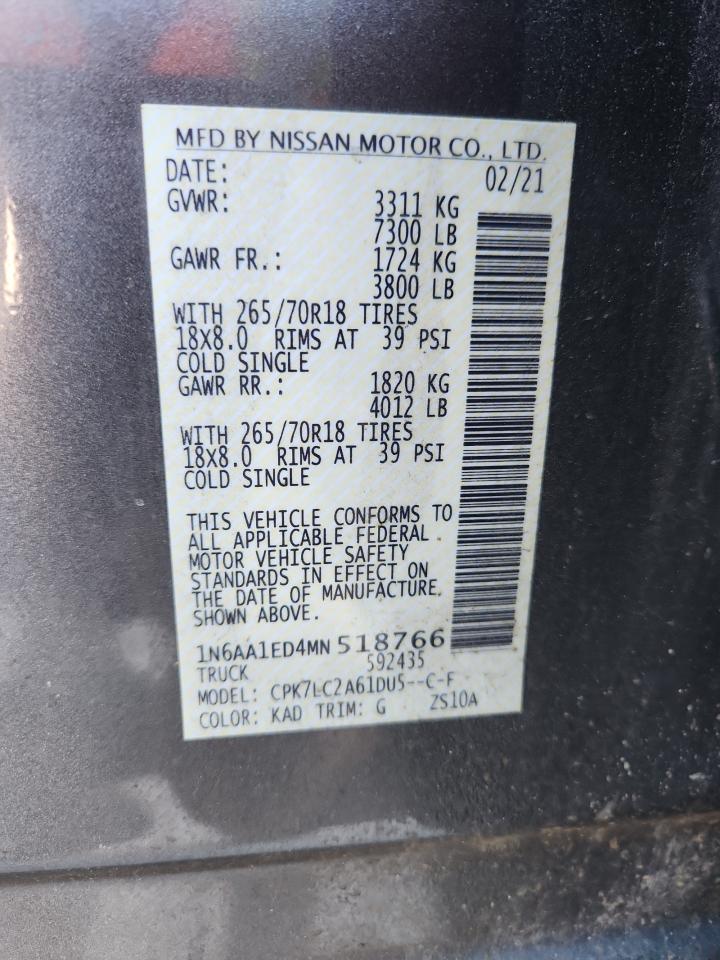 MFD BY NISSAN MOTOR CO., LTD.
DATE: 02/21
GVWR: 3311 KG
7300 LB
GAWR FR.: 1724 KG
3800 LB
WITH 265/70R18 TIRES
18X8.0 RIMS AT 39 PSI
COLD SINGLE
GAWR RR.: 1820 KG
4012 LB
WITH 265/70R18 TIRES
18X8.0 RIMS AT 39 PSI
COLD SINGLE
THIS VEHICLE CONFORMS TO
ALL APPLICABLE FEDERAL
MOTOR VEHICLE SAFETY
STANDARDS IN EFFECT ON
THE DATE OF MANUFACTURE.
SHOWN ABOVE.
1N6AA1ED4MN518766
TRUCK 592435
MODEL: CPK7LC2A61DU5--C-F
COLOR: KAD TRIM: G ZS10A